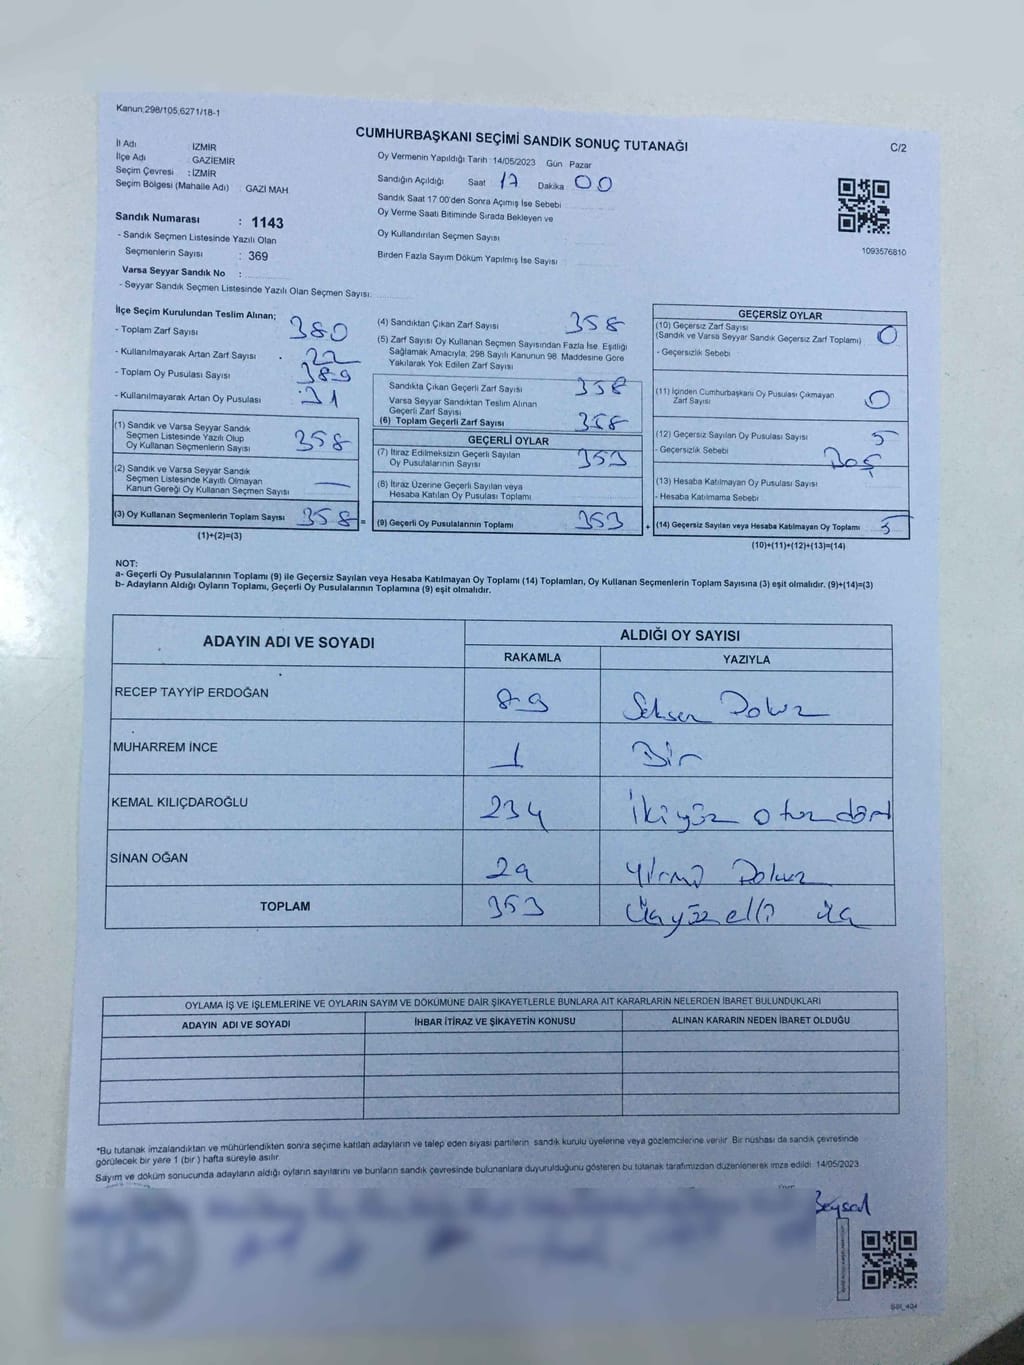 Kanun:298/105,6271/18-1
CUMHURBAŞKANI SEÇİMİ SANDIK SONUÇ TUTANAĞI
C/2
İl Adı : İZMİR
İlçe Adı : GAZİEMİR
Seçim Çevresi : İZMİR
Seçim Bölgesi (Mahalle Adı) : GAZİ MAH.
Oy Vermenin Yapıldığı Tarih :14/05/2023 Gün Pazar
Sandığın Açıldığı Saat 17 Dakika 00
Sandık Saat 17:00'den Sonra Açımış İse Sebebi
Oy Verme Saati Bitiminde Sırada Bekleyen ve
Oy Kullandırılan Seçmen Sayısı
Birden Fazla Sayım Döküm Yapılmış İse Sayısı :
1093576810
Sandık Numarası : 1143
- Sandık Seçmen Listesinde Yazılı Olan
Seçmenlerin Sayısı : 369
Varsa Seyyar Sandık No :
- Seyyar Sandık Seçmen Listesinde Yazılı Olan Seçmen Sayısı:
İlçe Seçim Kurulundan Teslim Alınan;
- Toplam Zarf Sayısı 380
- Kullanılmayarak Artan Zarf Sayısı 22
- Toplam Oy Pusulası Sayısı 389
- Kullanılmayarak Artan Oy Pusulası 31
(1) Sandık ve Varsa Seyyar Sandık
Seçmen Listesinde Yazılı Olup
Oy Kullanan Seçmenlerin Sayısı 358
(2) Sandık ve Varsa Seyyar Sandık
Seçmen Listesinde Kayıtlı Olmayan
Kanun Gereği Oy Kullanan Seçmen Sayısı —
(3) Oy Kullanan Seçmenlerin Toplam Sayısı 358 =
(1)+(2)=(3)
(4) Sandıktan Çıkan Zarf Sayısı 358
(5) Zarf Sayısı Oy Kullanan Seçmen Sayısından Fazla İse, Eşitliği
Sağlamak Amacıyla, 298 Sayılı Kanunun 98. Maddesine Göre
Yakılarak Yok Edilen Zarf Sayısı
Sandıkta Çıkan Geçerli Zarf Sayısı 358
Varsa Seyyar Sandıktan Teslim Alınan
Geçerli Zarf Sayısı
(6) Toplam Geçerli Zarf Sayısı 358
GEÇERLİ OYLAR
(7) İtiraz Edilmeksizin Geçerli Sayılan
Oy Pusulalarının Sayısı 353
(8) İtiraz Üzerine Geçerli Sayılan veya
Hesaba Katılan Oy Pusulası Toplamı
(9) Geçerli Oy Pusulalarının Toplamı 353 +
GEÇERSİZ OYLAR
(10) Geçersiz Zarf Sayısı
(Sandık ve Varsa Seyyar Sandık Geçersiz Zarf Toplamı) 0
- Geçersizlik Sebebi
(11) İçinden Cumhurbaşkanı Oy Pusulası Çıkmayan
Zarf Sayısı 0
(12) Geçersiz Sayılan Oy Pusulası Sayısı 5
- Geçersizlik Sebebi Boş
(13) Hesaba Katılmayan Oy Pusulası Sayısı
- Hesaba Katılmama Sebebi
(14) Geçersiz Sayılan veya Hesaba Katılmayan Oy Toplamı 5
(10)+(11)+(12)+(13)=(14)
NOT:
a- Geçerli Oy Pusulalarının Toplamı (9) ile Geçersiz Sayılan veya Hesaba Katılmayan Oy Toplamı (14) Toplamları, Oy Kullanan Seçmenlerin Toplam Sayısına (3) eşit olmalıdır. (9)+(14)=(3)
b- Adayların Aldığı Oyların Toplamı, Geçerli Oy Pusulalarının Toplamına (9) eşit olmalıdır.
ADAYIN ADI VE SOYADI
ALDIĞI OY SAYISI
RAKAMLA YAZIYLA
RECEP TAYYİP ERDOĞAN 89 Seksen Dokuz
MUHARREM İNCE 1 Bir
KEMAL KILIÇDAROĞLU 234 İkiyüz otuzdört
SİNAN OĞAN 29 Yirmi Dokuz
TOPLAM 353 Üçyüz elli üç
OYLAMA İŞ VE İŞLEMLERİNE VE OYLARIN SAYIM VE DÖKÜMÜNE DAİR ŞİKAYETLERLE BUNLARA AİT KARARLARIN NELERDEN İBARET BULUNDUKLARI
ADAYIN ADI VE SOYADI İHBAR İTİRAZ VE ŞİKAYETİN KONUSU ALINAN KARARIN NEDEN İBARET OLDUĞU
*Bu tutanak imzalandıktan ve mühürlendikten sonra seçime katılan adayların ve talep eden siyasi partilerin, sandık kurulu üyelerine veya gözlemcilerine verilir. Bir nüshası da sandık çevresinde
görülecek bir yere 1 (bir ) hafta süreyle asılır.
Sayım ve döküm sonucunda adayların aldığı oyların sayılarını ve bunların sandık çevresinde bulunanlara duyurulduğunu gösteren bu tutanak tarafımızdan düzenlenerek imza edildi. 14/05/2023
Beysal